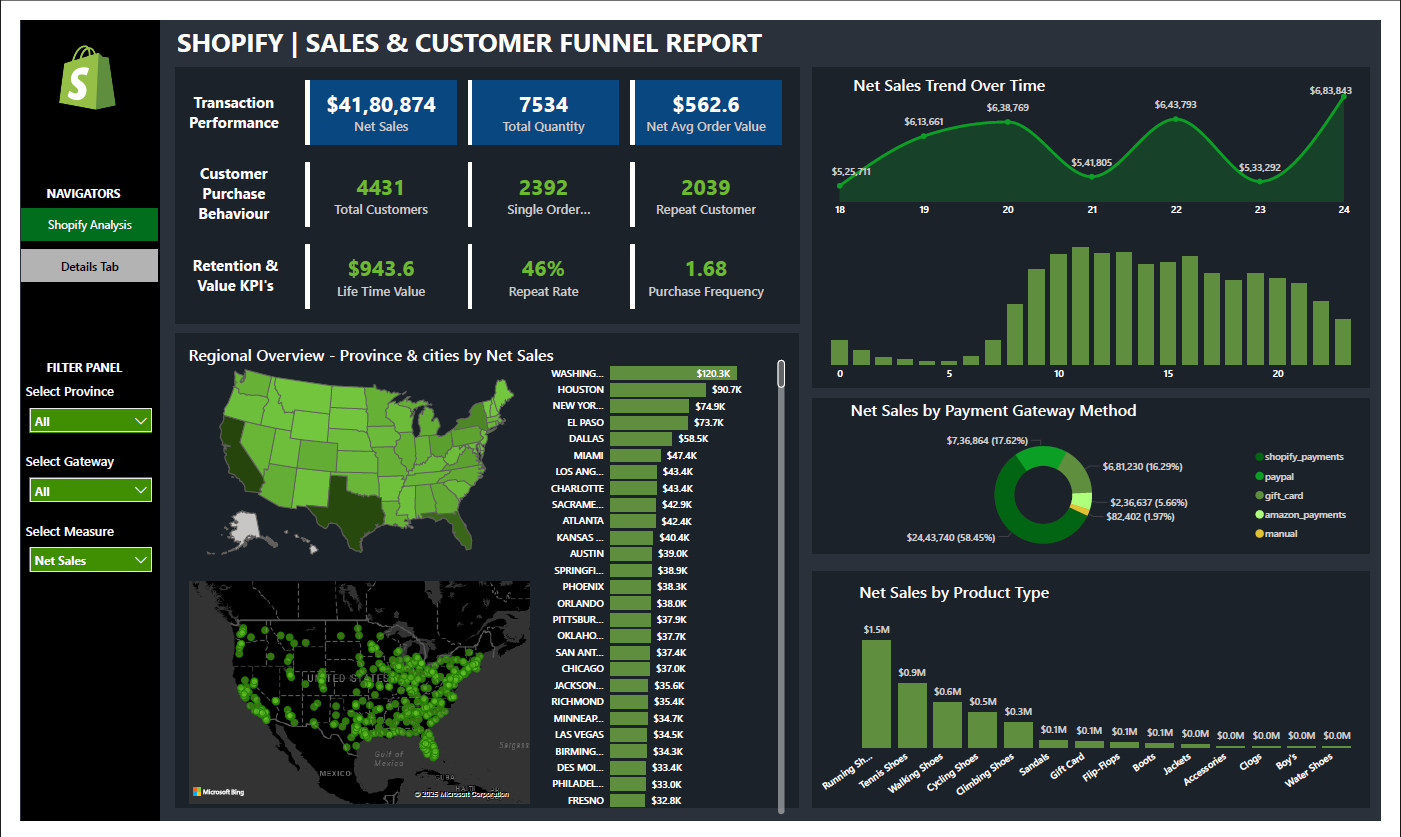 SHOPIFY | SALES & CUSTOMER FUNNEL REPORT
S
NAVIGATORS
Shopify Analysis
Details Tab
FILTER PANEL
Select Province
All
Select Gateway
All
Select Measure
Net Sales
Transaction
Performance
$41,80,874
Net Sales
7534
Total Quantity
$562.6
Net Avg Order Value
Customer
Purchase
Behaviour
4431
Total Customers
2392
Single Order...
2039
Repeat Customer
Retention &
Value KPI's
$943.6
Life Time Value
46%
Repeat Rate
1.68
Purchase Frequency
Regional Overview - Province & cities by Net Sales
WASHING... $120.3K
HOUSTON $90.7K
NEW YOR... $74.9K
EL PASO $73.7K
DALLAS $58.5K
MIAMI $47.4K
LOS ANG... $43.4K
CHARLOTTE $43.4K
SACRAME... $42.9K
ATLANTA $42.4K
KANSAS ... $40.4K
AUSTIN $39.0K
SPRINGFI... $38.9K
PHOENIX $38.3K
ORLANDO $38.0K
PITTSBUR... $37.9K
OKLAHO... $37.7K
SAN ANT... $37.4K
CHICAGO $37.0K
JACKSON... $35.6K
RICHMOND $35.4K
MINNEAP... $34.7K
LAS VEGAS $34.5K
BIRMING... $34.3K
DES MOI... $33.4K
PHILADEL... $33.0K
FRESNO $32.8K
UNITED STATES
Gulf of
Mexico
MEXICO
CUBA
HAITI
Sargass
Microsoft Bing
© 2025 Microsoft Corporation
Net Sales Trend Over Time
$5,25,711
$6,13,661
$6,38,769
$5,41,805
$6,43,793
$5,33,292
$6,83,843
18 19 20 21 22 23 24
0 5 10 15 20
Net Sales by Payment Gateway Method
$7,36,864 (17.62%)
$6,81,230 (16.29%)
$2,36,637 (5.66%)
$82,402 (1.97%)
$24,43,740 (58.45%)
shopify_payments
paypal
gift_card
amazon_payments
manual
Net Sales by Product Type
$1.5M $0.9M $0.6M $0.5M $0.3M $0.1M $0.1M $0.1M $0.1M $0.0M $0.0M $0.0M $0.0M $0.0M
Running Sh... Tennis Shoes Walking Shoes Cycling Shoes Climbing Shoes Sandals Gift Card Flip-Flops Boots Jackets Accessories Clogs Boy's Water Shoes